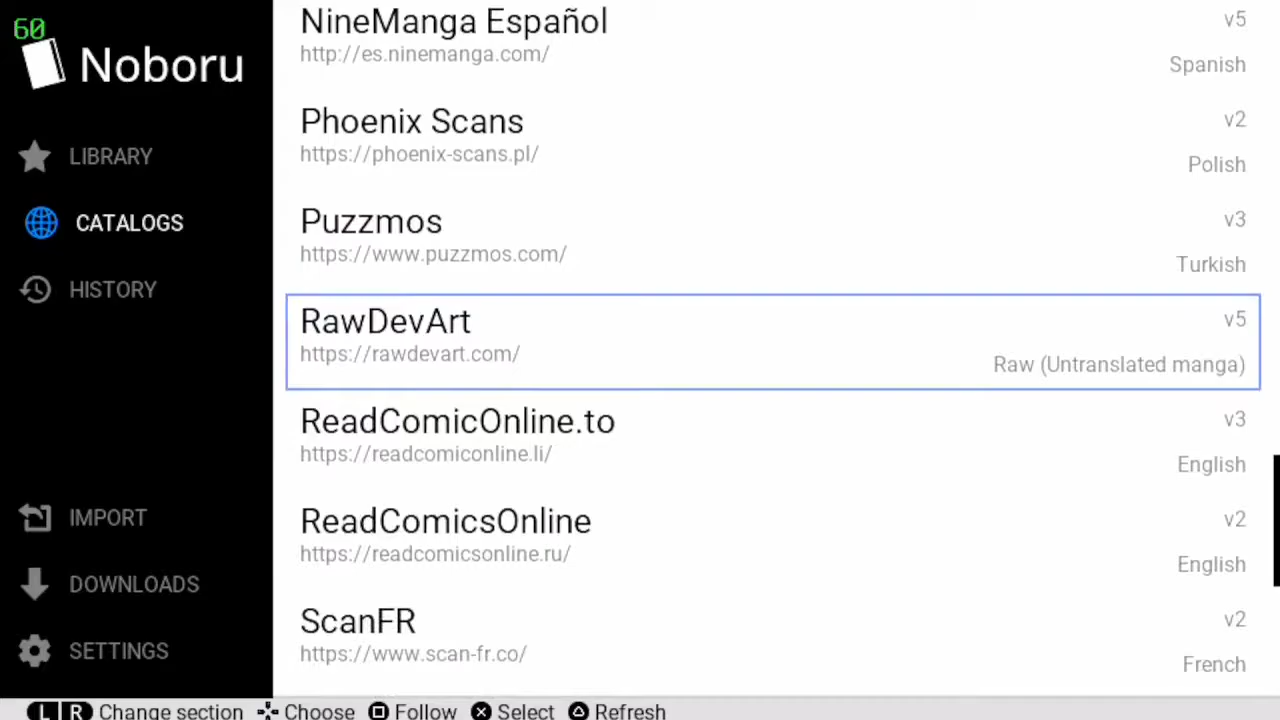 60
Noboru
LIBRARY
CATALOGS
HISTORY
IMPORT
DOWNLOADS
SETTINGS
NineManga Español
v5
http://es.ninemanga.com/
Spanish
Phoenix Scans
v2
https://phoenix-scans.pl/
Polish
Puzzmos
v3
https://www.puzzmos.com/
Turkish
RawDevArt
v5
https://rawdevart.com/
Raw (Untranslated manga)
ReadComicOnline.to
v3
https://readcomiconline.li/
English
ReadComicsOnline
v2
https://readcomicsonline.ru/
English
ScanFR
v2
https://www.scan-fr.co/
French
L R Change section Choose Follow Select Refresh